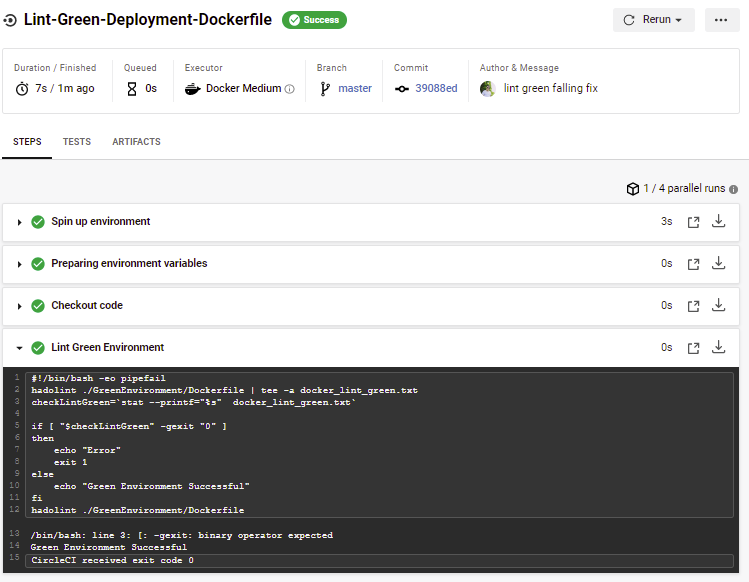 Lint-Green-Deployment-Dockerfile Success Rerun
Duration / Finished Queued Executor Branch Commit Author & Message
7s / 1m ago 0s Docker Medium master 39088ed lint green falling fix
STEPS TESTS ARTIFACTS
1 / 4 parallel runs
Spin up environment 3s
Preparing environment variables 0s
Checkout code 0s
Lint Green Environment 0s
1 #!/bin/bash -eo pipefail
2 hadolint ./GreenEnvironment/Dockerfile | tee -a docker_lint_green.txt
3 checkLintGreen=`stat --printf="%s"  docker_lint_green.txt`
4
5 if [ "$checkLintGreen" -gexit "0" ]
6 then
7     echo "Error"
8     exit 1
9 else
10     echo "Green Environment Successful"
11 fi
12 hadolint ./GreenEnvironment/Dockerfile
13 /bin/bash: line 3: [: -gexit: binary operator expected
14 Green Environment Successful
15 CircleCI received exit code 0